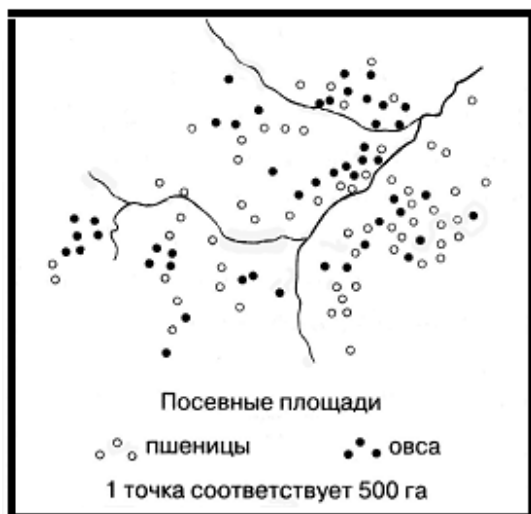 Посевные площади
пшеницы овса
1 точка соответствует 500 га